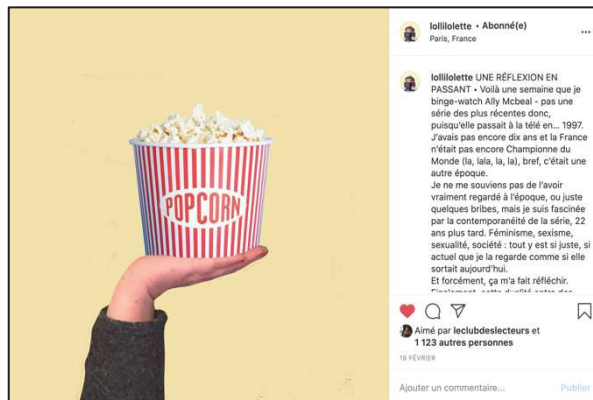 POPCORN
lollilolette • Abonné(e)
Paris, France
lollilolette UNE RÉFLEXION EN
PASSANT • Voilà une semaine que je
binge-watch Ally Mcbeal - pas une
série des plus récentes donc,
puisqu'elle passait à la télé en... 1997.
J'avais pas encore dix ans et la France
n'était pas encore Championne du
Monde (la, lala, la, la), bref, c'était une
autre époque.
Je ne me souviens pas de l'avoir
vraiment regardé à l'époque, ou juste
quelques bribes, mais je suis fascinée
par la contemporanéité de la série, 22
ans plus tard. Féminisme, sexisme,
sexualité, société : tout y est si juste, si
actuel que je la regarde comme si elle
sortait aujourd'hui.
Et forcément, ça m'a fait réfléchir.
Finalement, cette dualité entre des
Aimé par leclubdeslecteurs et
1 123 autres personnes
18 FÉVRIER
Ajouter un commentaire...
Publier